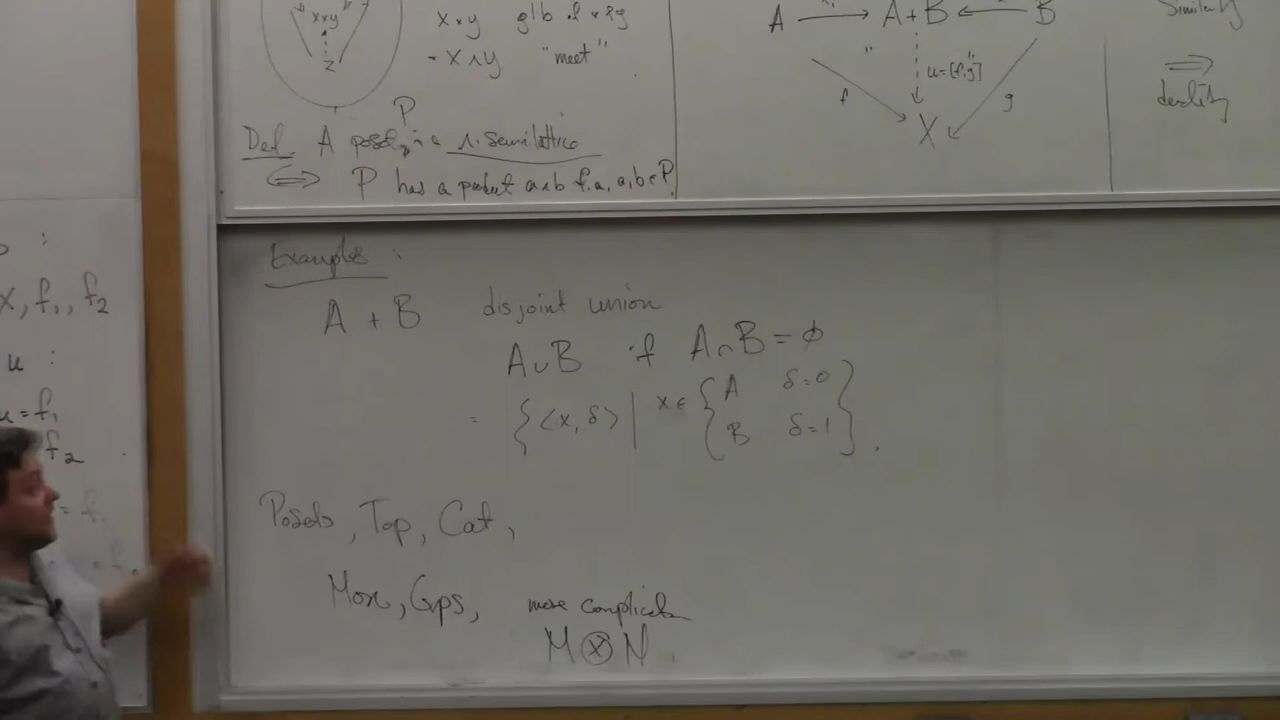 x×y
z
x×y glb of x & y
= x∧y "meet"
P
Def. A poset is a ∧-semilattice
⟺ P has a product a∧b f.a. a,b ∈ P
A ⟶ A+B ⟵ B
f u=[f,g] g
X
Similarly
⟹
duality
:
X, f₁, f₂
u :
u = f₁
f₂
Examples :
A + B disjoint union
A∪B if A∩B = ∅
= {⟨x, δ⟩ | x ∈ { A δ=0
B δ=1 } .
Posets, Top, Cat,
Mon, Gps, more complicated
M ⊗ N